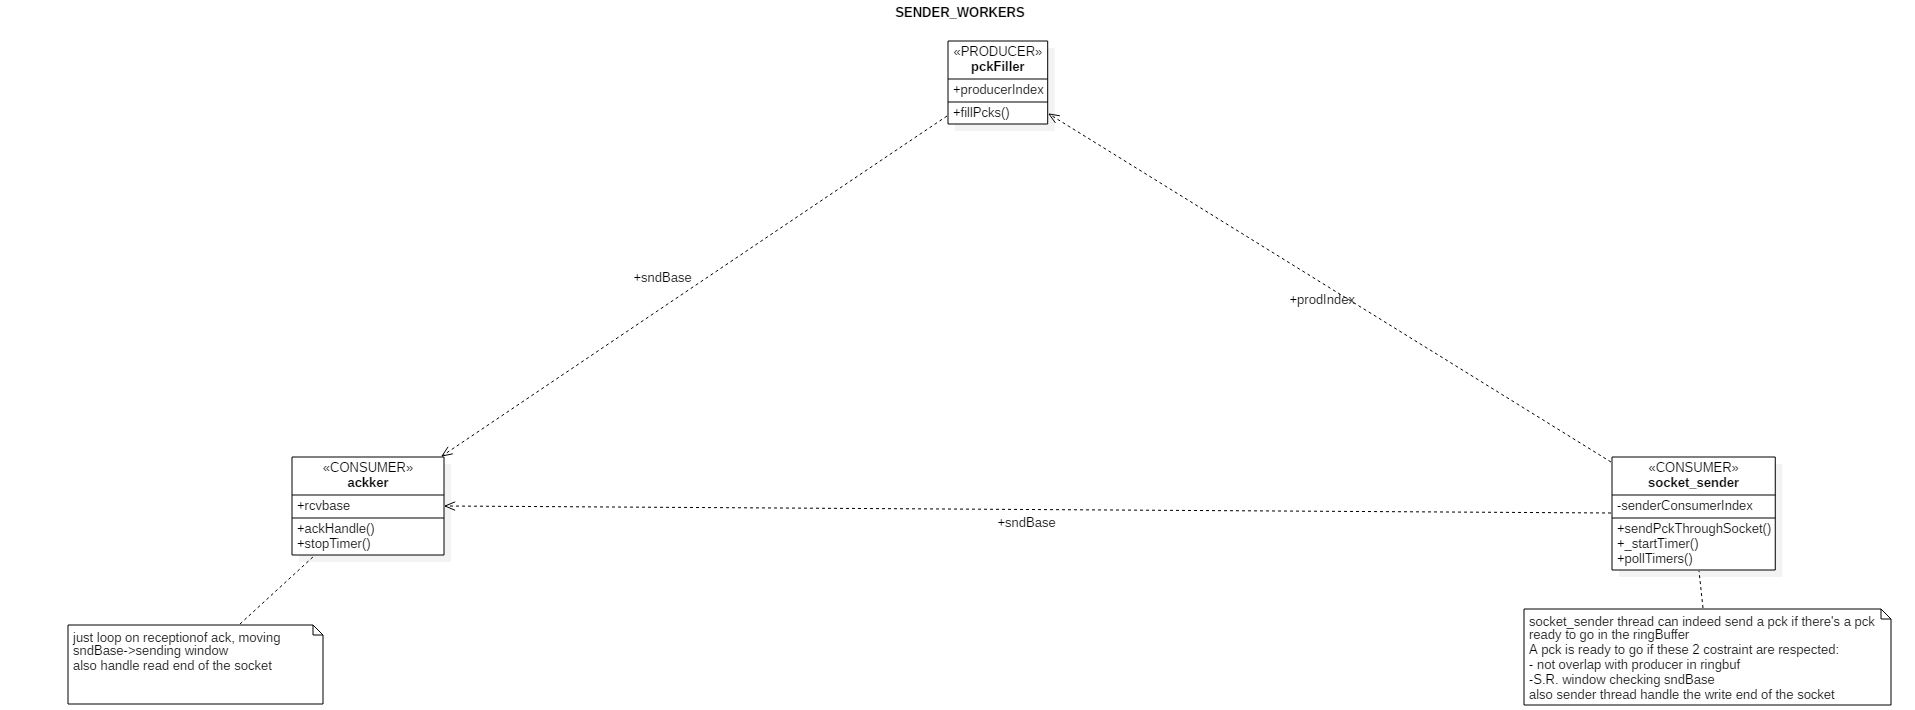 SENDER_WORKERS
«PRODUCER»
pckFiller
+producerIndex
+fillPcks()
+sndBase
+prodIndex
«CONSUMER»
ackker
+rcvbase
+ackHandle()
+stopTimer()
+sndBase
«CONSUMER»
socket_sender
-senderConsumerIndex
+sendPckThroughSocket()
+_startTimer()
+pollTimers()
just loop on receptionof ack, moving
sndBase->sending window
also handle read end of the socket
socket_sender thread can indeed send a pck if there's a pck
ready to go in the ringBuffer
A pck is ready to go if these 2 costraint are respected:
- not overlap with producer in ringbuf
-S.R. window checking sndBase
also sender thread handle the write end of the socket